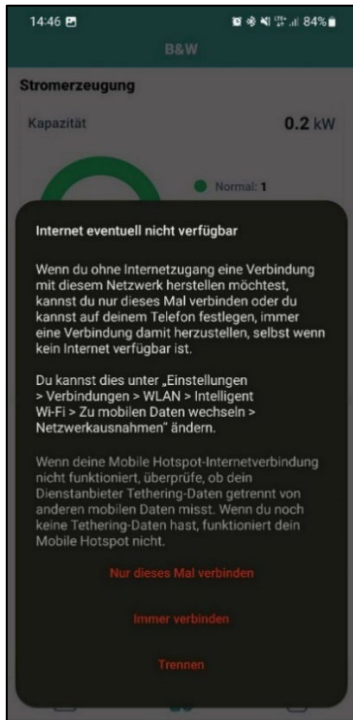 14:46 84%
B&W
Stromerzeugung
Kapazität 0.2 kW
Normal: 1
Internet eventuell nicht verfügbar
Wenn du ohne Internetzugang eine Verbindung
mit diesem Netzwerk herstellen möchtest,
kannst du nur dieses Mal verbinden oder du
kannst auf deinem Telefon festlegen, immer
eine Verbindung damit herzustellen, selbst wenn
kein Internet verfügbar ist.
Du kannst dies unter „Einstellungen
> Verbindungen > WLAN > Intelligent
Wi-Fi > Zu mobilen Daten wechseln >
Netzwerkausnahmen" ändern.
Wenn deine Mobile Hotspot-Internetverbindung
nicht funktioniert, überprüfe, ob dein
Dienstanbieter Tethering-Daten getrennt von
anderen mobilen Daten misst. Wenn du noch
keine Tethering-Daten hast, funktioniert dein
Mobile Hotspot nicht.
Nur dieses Mal verbinden
Immer verbinden
Trennen